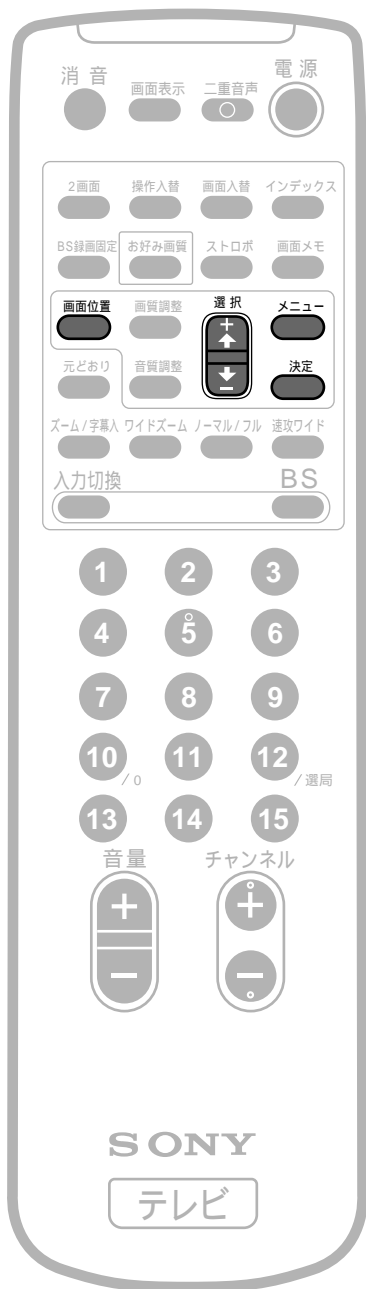 消音 画面表示 二重音声 電源
2画面 操作入替 画面入替 インデックス
BS録画固定 お好み画質 ストロボ 画面メモ
画面位置 画質調整 選択 メニュー
+
元どおり 音質調整 決定
−
ズーム/字幕入 ワイドズーム ノーマル/フル 速攻ワイド
入力切換 BS
1 2 3
4 5 6
7 8 9
10/0 11 12/選局
13 14 15
音量 チャンネル
+ +
− −
SONY
テレビ